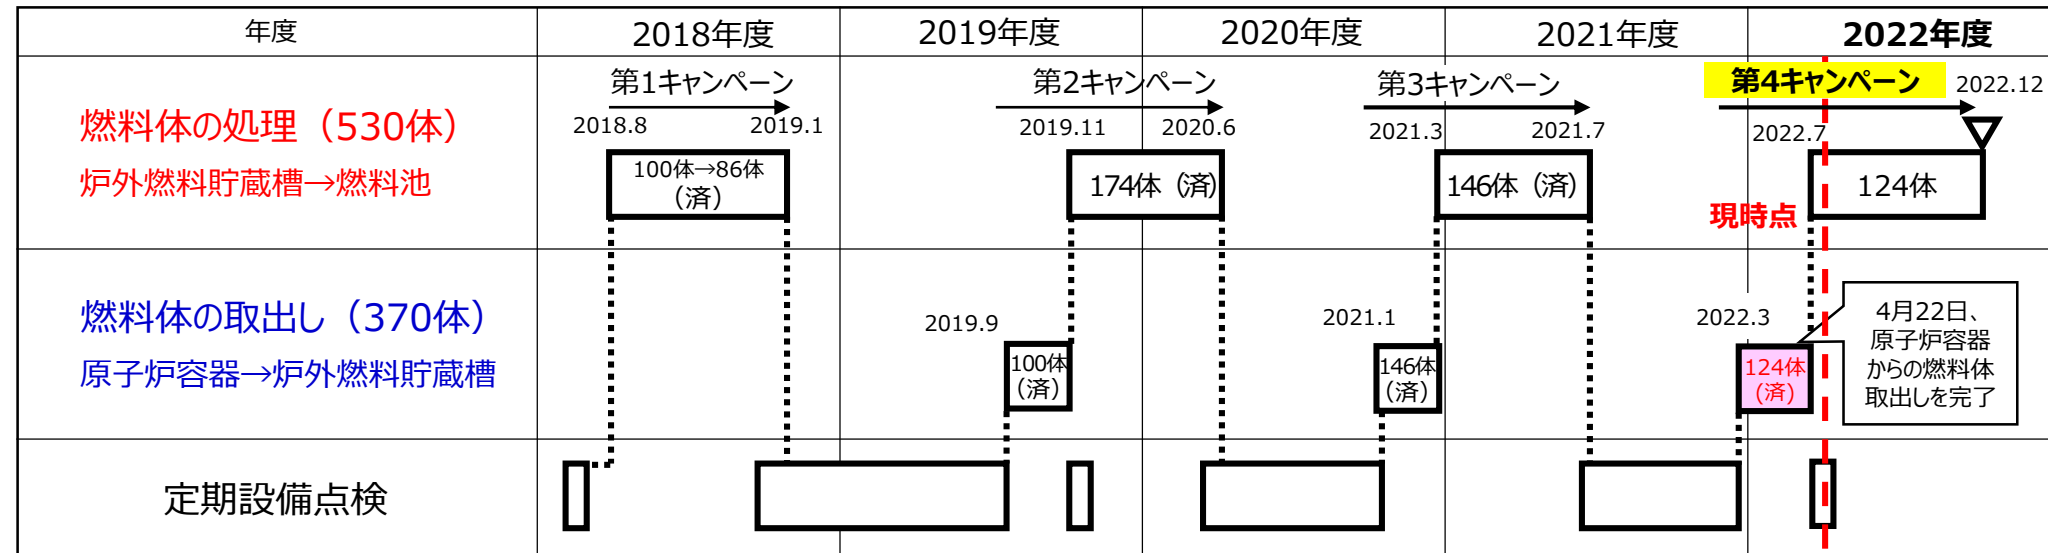 年度
2018年度
2019年度
2020年度
2021年度
2022年度
燃料体の処理（530体）
炉外燃料貯蔵槽→燃料池
第1キャンペーン
2018.8
2019.1
100体→86体
（済）
第2キャンペーン
2019.11
2020.6
174体（済）
第3キャンペーン
2021.3
2021.7
146体（済）
第4キャンペーン
2022.12
2022.7
124体
現時点
燃料体の取出し（370体）
原子炉容器→炉外燃料貯蔵槽
2019.9
100体
（済）
2021.1
146体
（済）
2022.3
124体
（済）
4月22日、
原子炉容器
からの燃料体
取出しを完了
定期設備点検